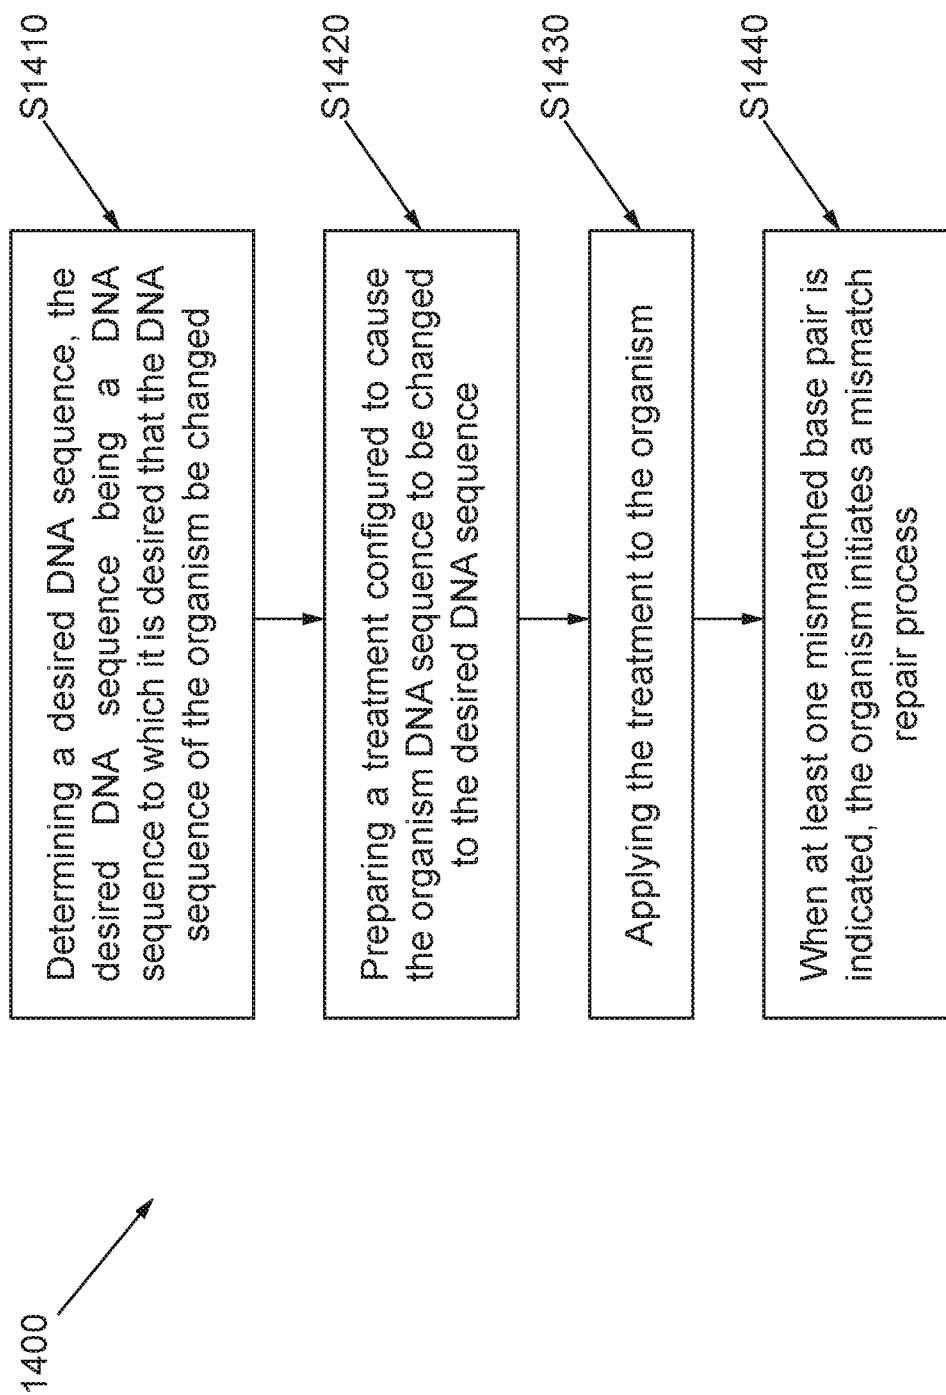 1400
Determining a desired DNA sequence, the
desired DNA sequence being a DNA
sequence to which it is desired that the DNA
sequence of the organism be changed
S1410
Preparing a treatment configured to cause
the organism DNA sequence to be changed
to the desired DNA sequence
S1420
Applying the treatment to the organism
S1430
When at least one mismatched base pair is
indicated, the organism initiates a mismatch
repair process
S1440